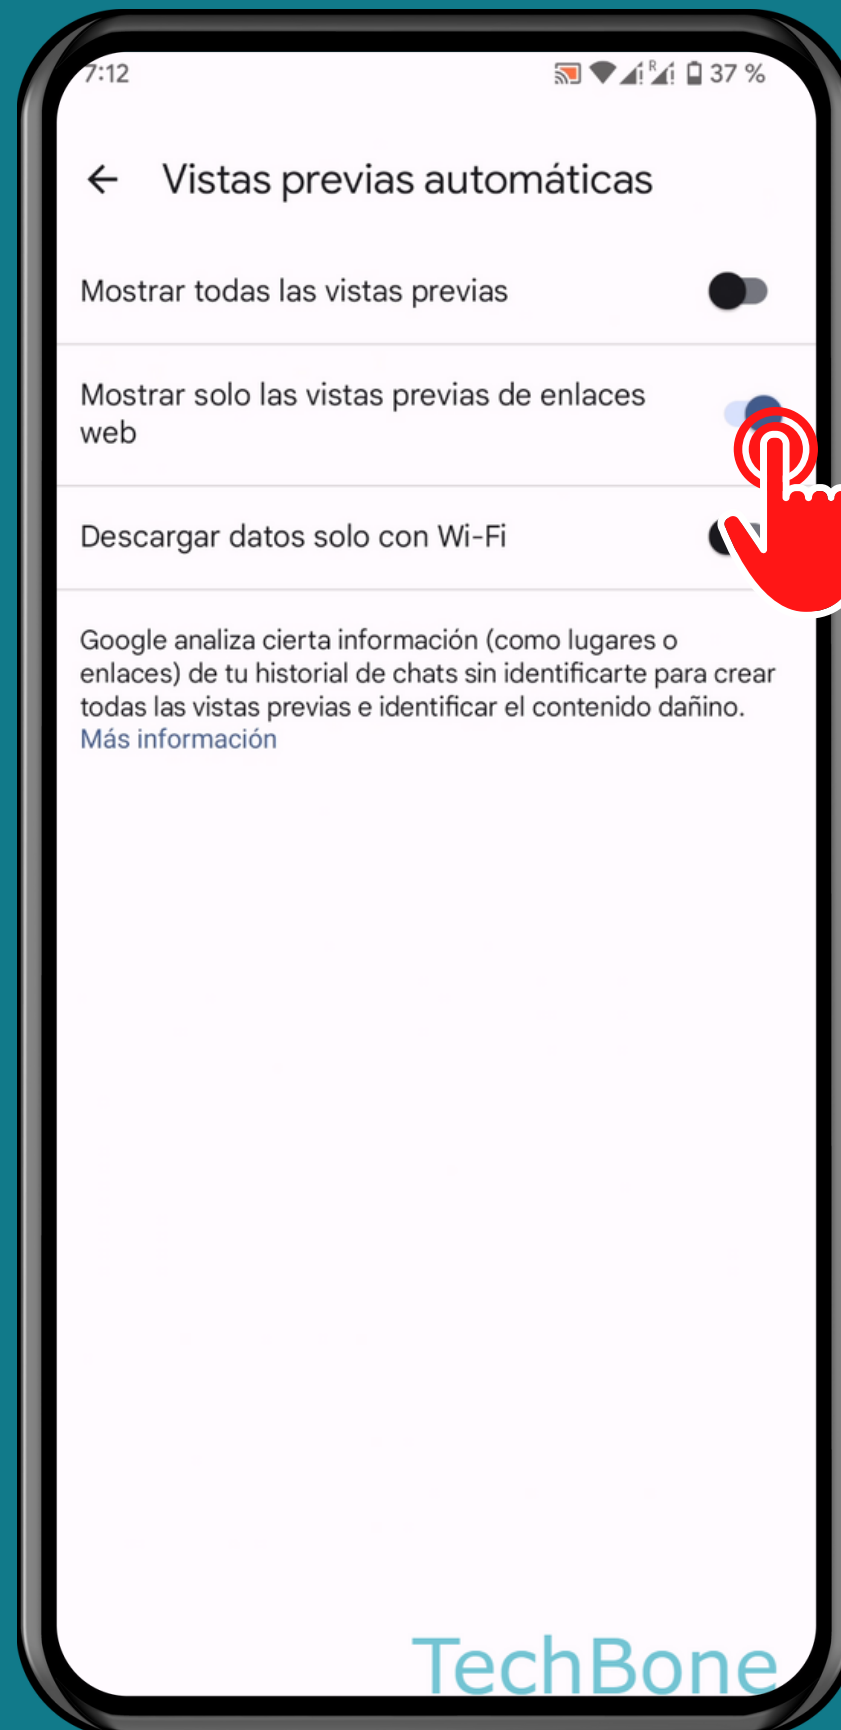 7:12
R
37 %
Vistas previas automáticas
Mostrar todas las vistas previas
Mostrar solo las vistas previas de enlaces
web
Descargar datos solo con Wi-Fi
Google analiza cierta información (como lugares o
enlaces) de tu historial de chats sin identificarte para crear
todas las vistas previas e identificar el contenido dañino.
Más información
TechBone